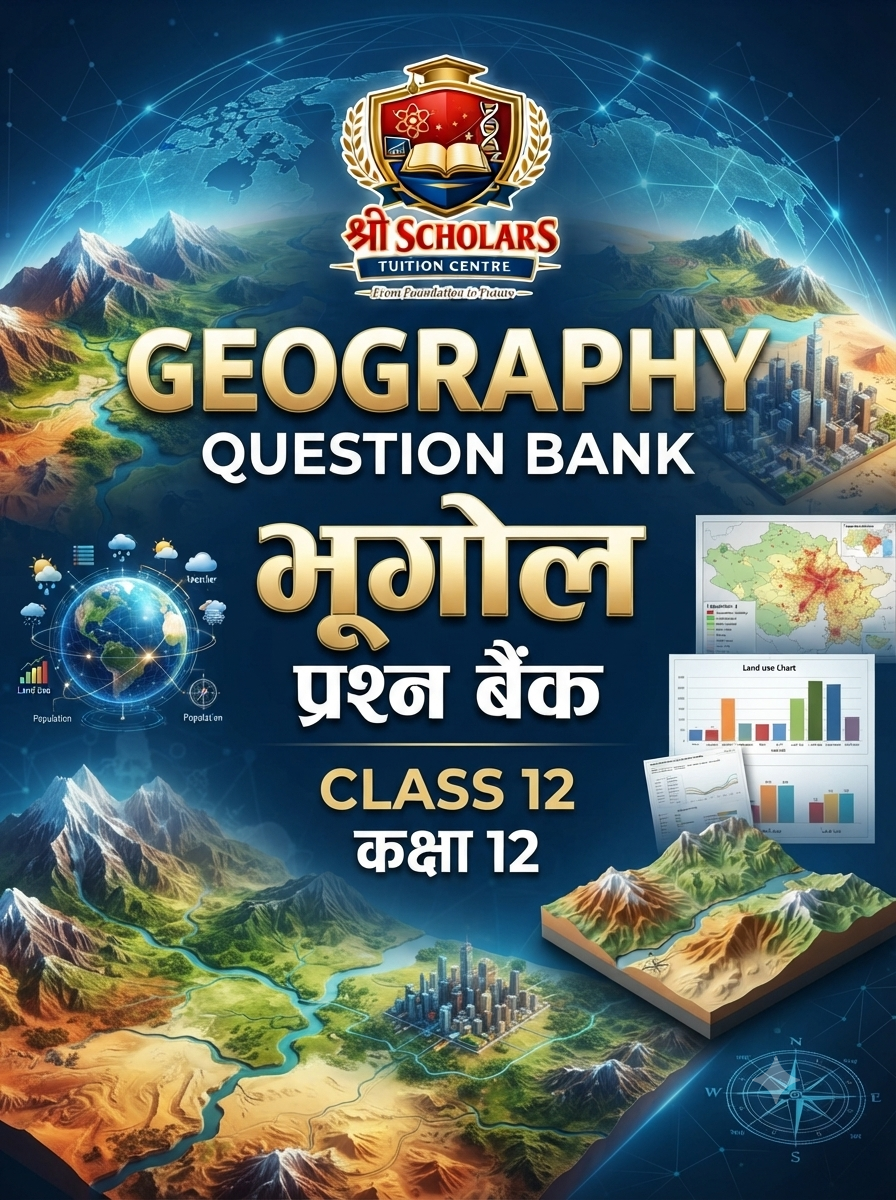 श्री SCHOLARS
TUITION CENTRE
GEOGRAPHY
QUESTION BANK
भूगोल
प्रश्न बैंक
CLASS 12
कक्षा 12
Population
Land use Chart
N
W
E
S